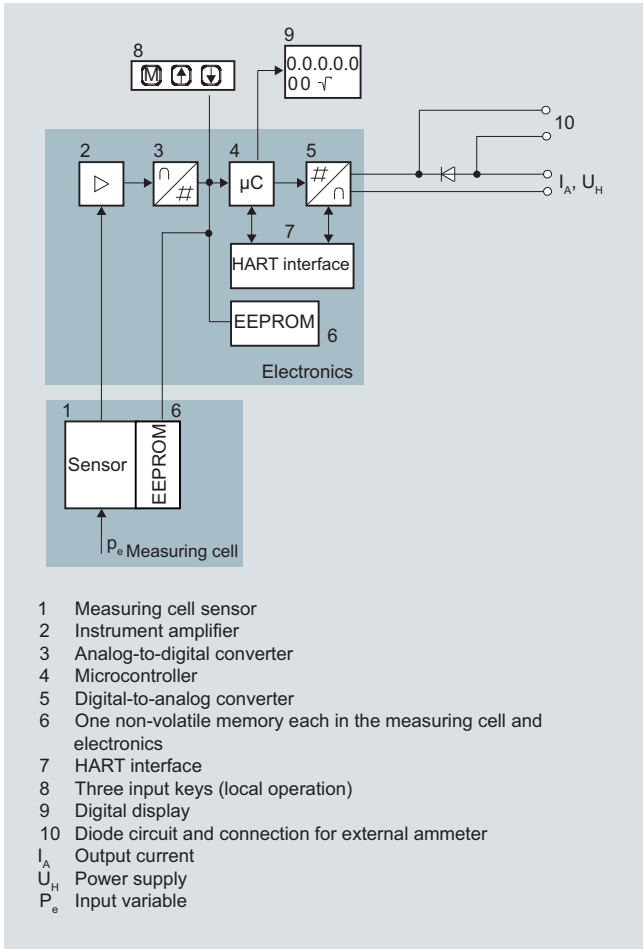 8
9
M
0.0.0.0.0
00 √
10
2
3
4
5
∩
#
µC
#
∩
I_A, U_H
7
HART interface
EEPROM
6
Electronics
1
6
Sensor
EEPROM
p_e Measuring cell
1 Measuring cell sensor
2 Instrument amplifier
3 Analog-to-digital converter
4 Microcontroller
5 Digital-to-analog converter
6 One non-volatile memory each in the measuring cell and
electronics
7 HART interface
8 Three input keys (local operation)
9 Digital display
10 Diode circuit and connection for external ammeter
I_A Output current
U_H Power supply
P_e Input variable